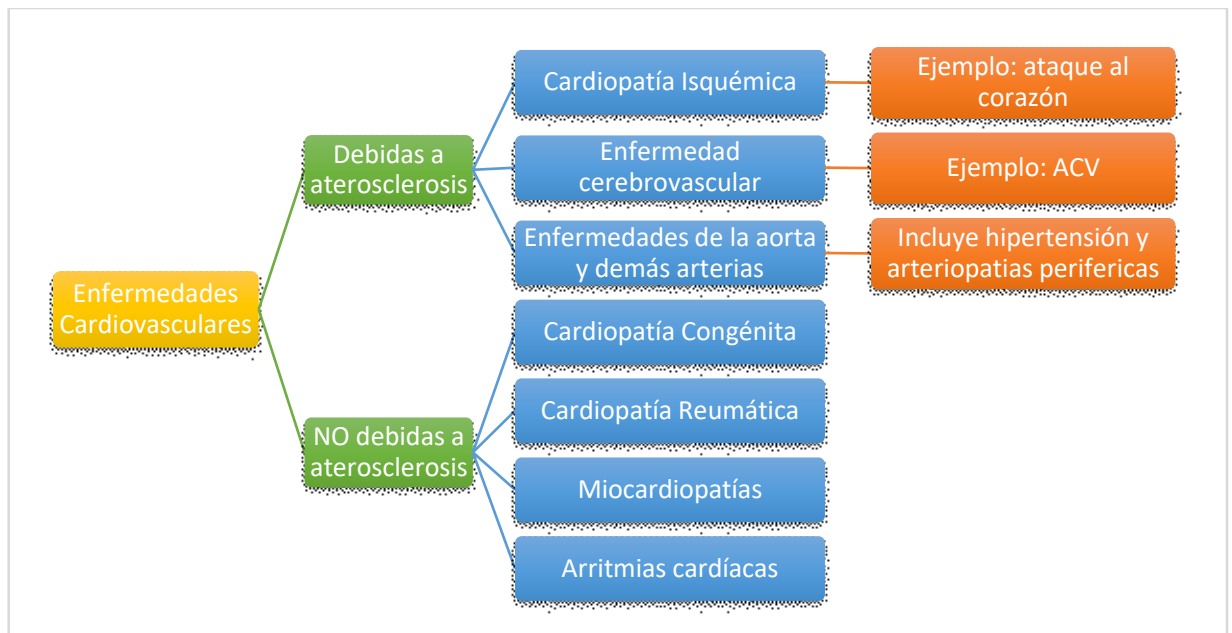 Enfermedades
Cardiovasculares
Debidas a
aterosclerosis
Cardiopatía Isquémica
Ejemplo: ataque al
corazón
Enfermedad
cerebrovascular
Ejemplo: ACV
Enfermedades de la aorta
y demás arterias
Incluye hipertensión y
arteriopatias perifericas
NO debidas a
aterosclerosis
Cardiopatía Congénita
Cardiopatía Reumática
Miocardiopatías
Arritmias cardíacas